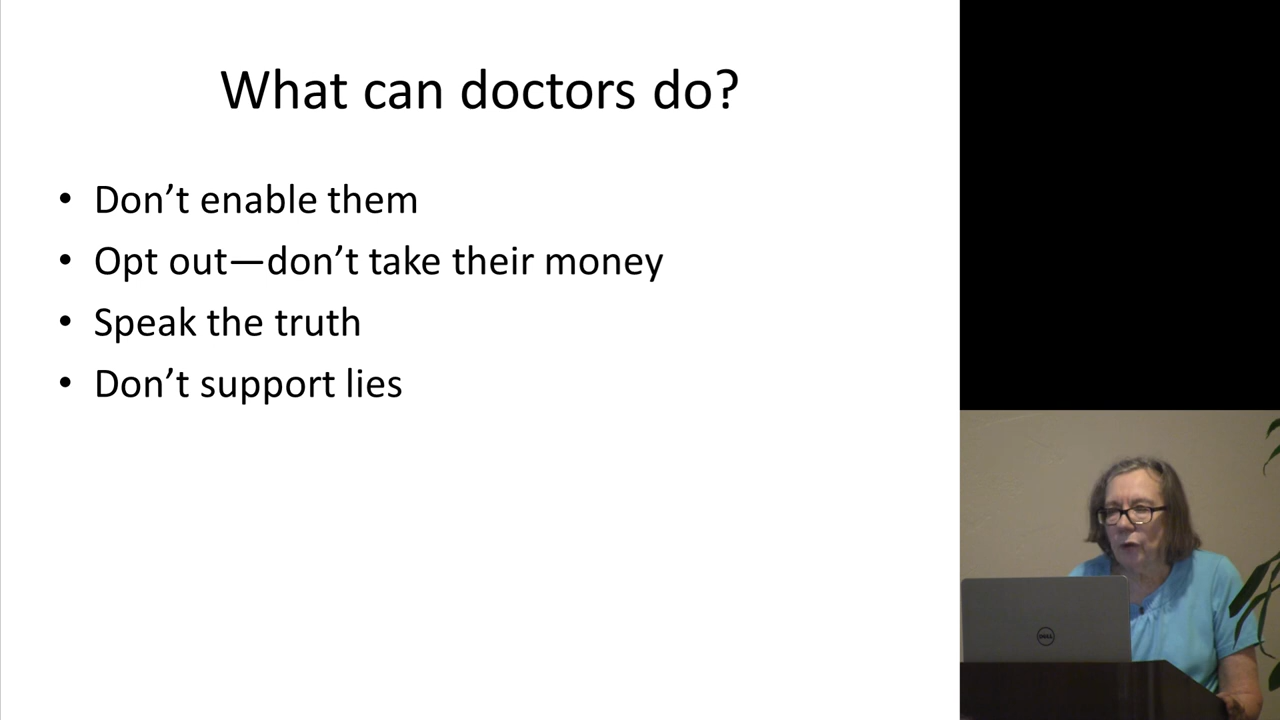 What can doctors do?
• Don’t enable them
• Opt out—don’t take their money
• Speak the truth
• Don’t support lies
DELL